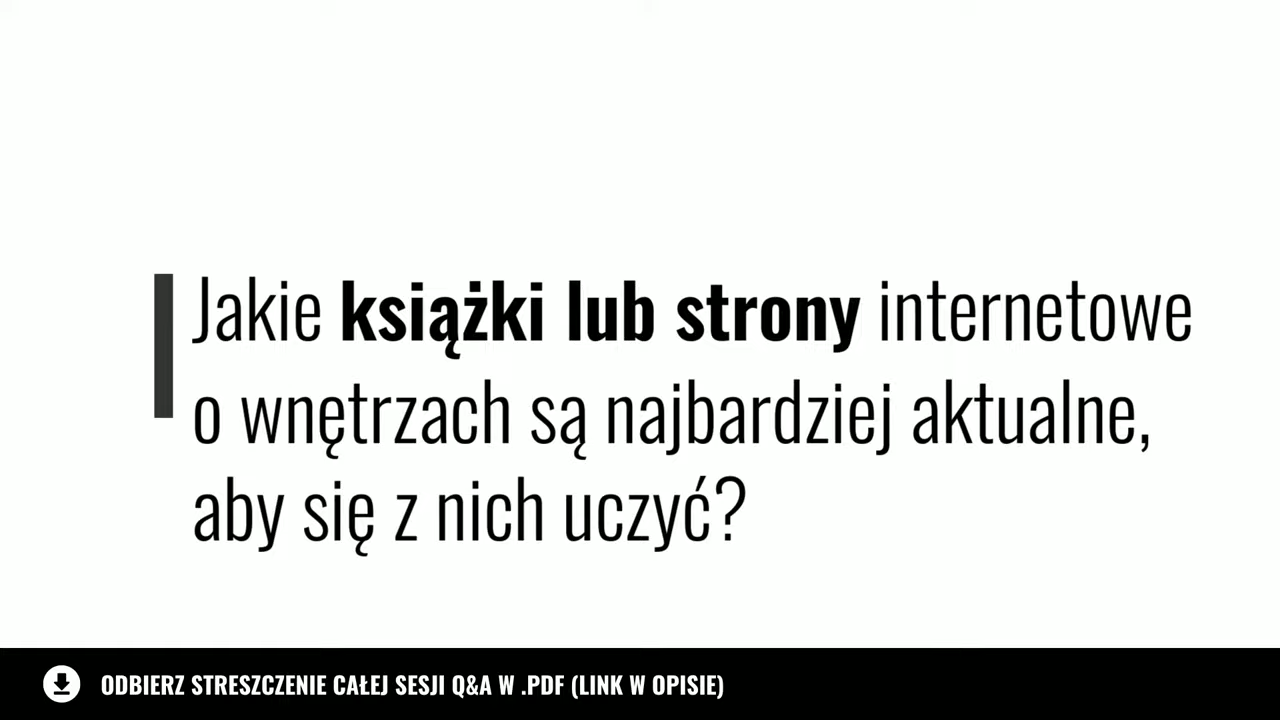 Jakie książki lub strony internetowe
o wnętrzach są najbardziej aktualne,
aby się z nich uczyć?
ODBIERZ STRESZCZENIE CAŁEJ SESJI Q&A W .PDF (LINK W OPISIE)